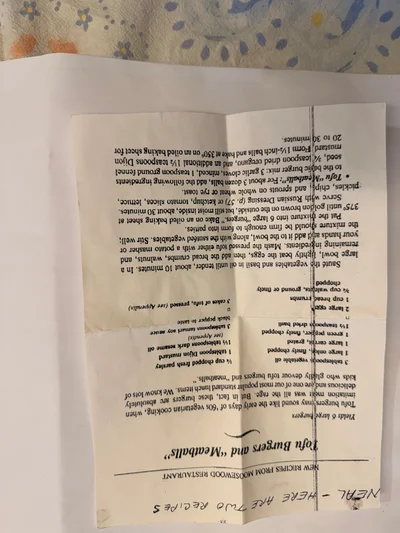 NEAL - HERE ARE TWO RECIPES
NEW RECIPES FROM MOOSEWOOD RESTAURANT
Tofu Burgers and "Meatballs"
Yields 6 large burgers
Tofu burgers may sound like the early days of '60s vegetarian cooking, when
imitation meat was all the rage. But in fact, these burgers are absolutely
delicious and are one of our most popular standard lunch items. We know of lots of
kids who gladly devour tofu burgers and "meatballs."
3 tablespoons vegetable oil
1 large onion, finely chopped
1 large carrot, grated
1 green pepper, finely chopped
1½ teaspoons dried basil
2 large eggs
1 cup bread crumbs
¾ cup walnuts, ground or finely
chopped
¼ cup chopped fresh parsley
1 tablespoon Dijon mustard
1½ tablespoons dark sesame oil
3 tablespoons tamari soy sauce
(see Appendix)
black pepper to taste
3 cakes of tofu, pressed (see Appendix)
Sauté the vegetables and basil in oil until tender, about 10 minutes. In a
large bowl, lightly beat the eggs, then add the bread crumbs, walnuts, and
remaining ingredients. Mash the pressed tofu either with a potato masher or
your hands and add it to the bowl, along with the sautéed vegetables. Stir well;
the mixture should be firm enough to form into patties.
Pat the mixture into 6 large "burgers." Bake on an oiled baking sheet at
375° until golden brown on the outside, but still moist inside, about 30 minutes.
Serve with Russian Dressing (p. 57) or ketchup, tomato slices, lettuce,
pickles, chips, and sprouts on whole wheat or rye toast.
• Tofu "Meatballs": For about 3 dozen balls, add the following ingredients
to the basic burger mix: 3 garlic cloves, pressed, 1 teaspoon ground fennel
seed, ¾ teaspoon dried oregano, and an additional 1½ teaspoons Dijon
mustard. Form 1½-inch balls and bake at 350° on an oiled baking sheet for
20 to 30 minutes.